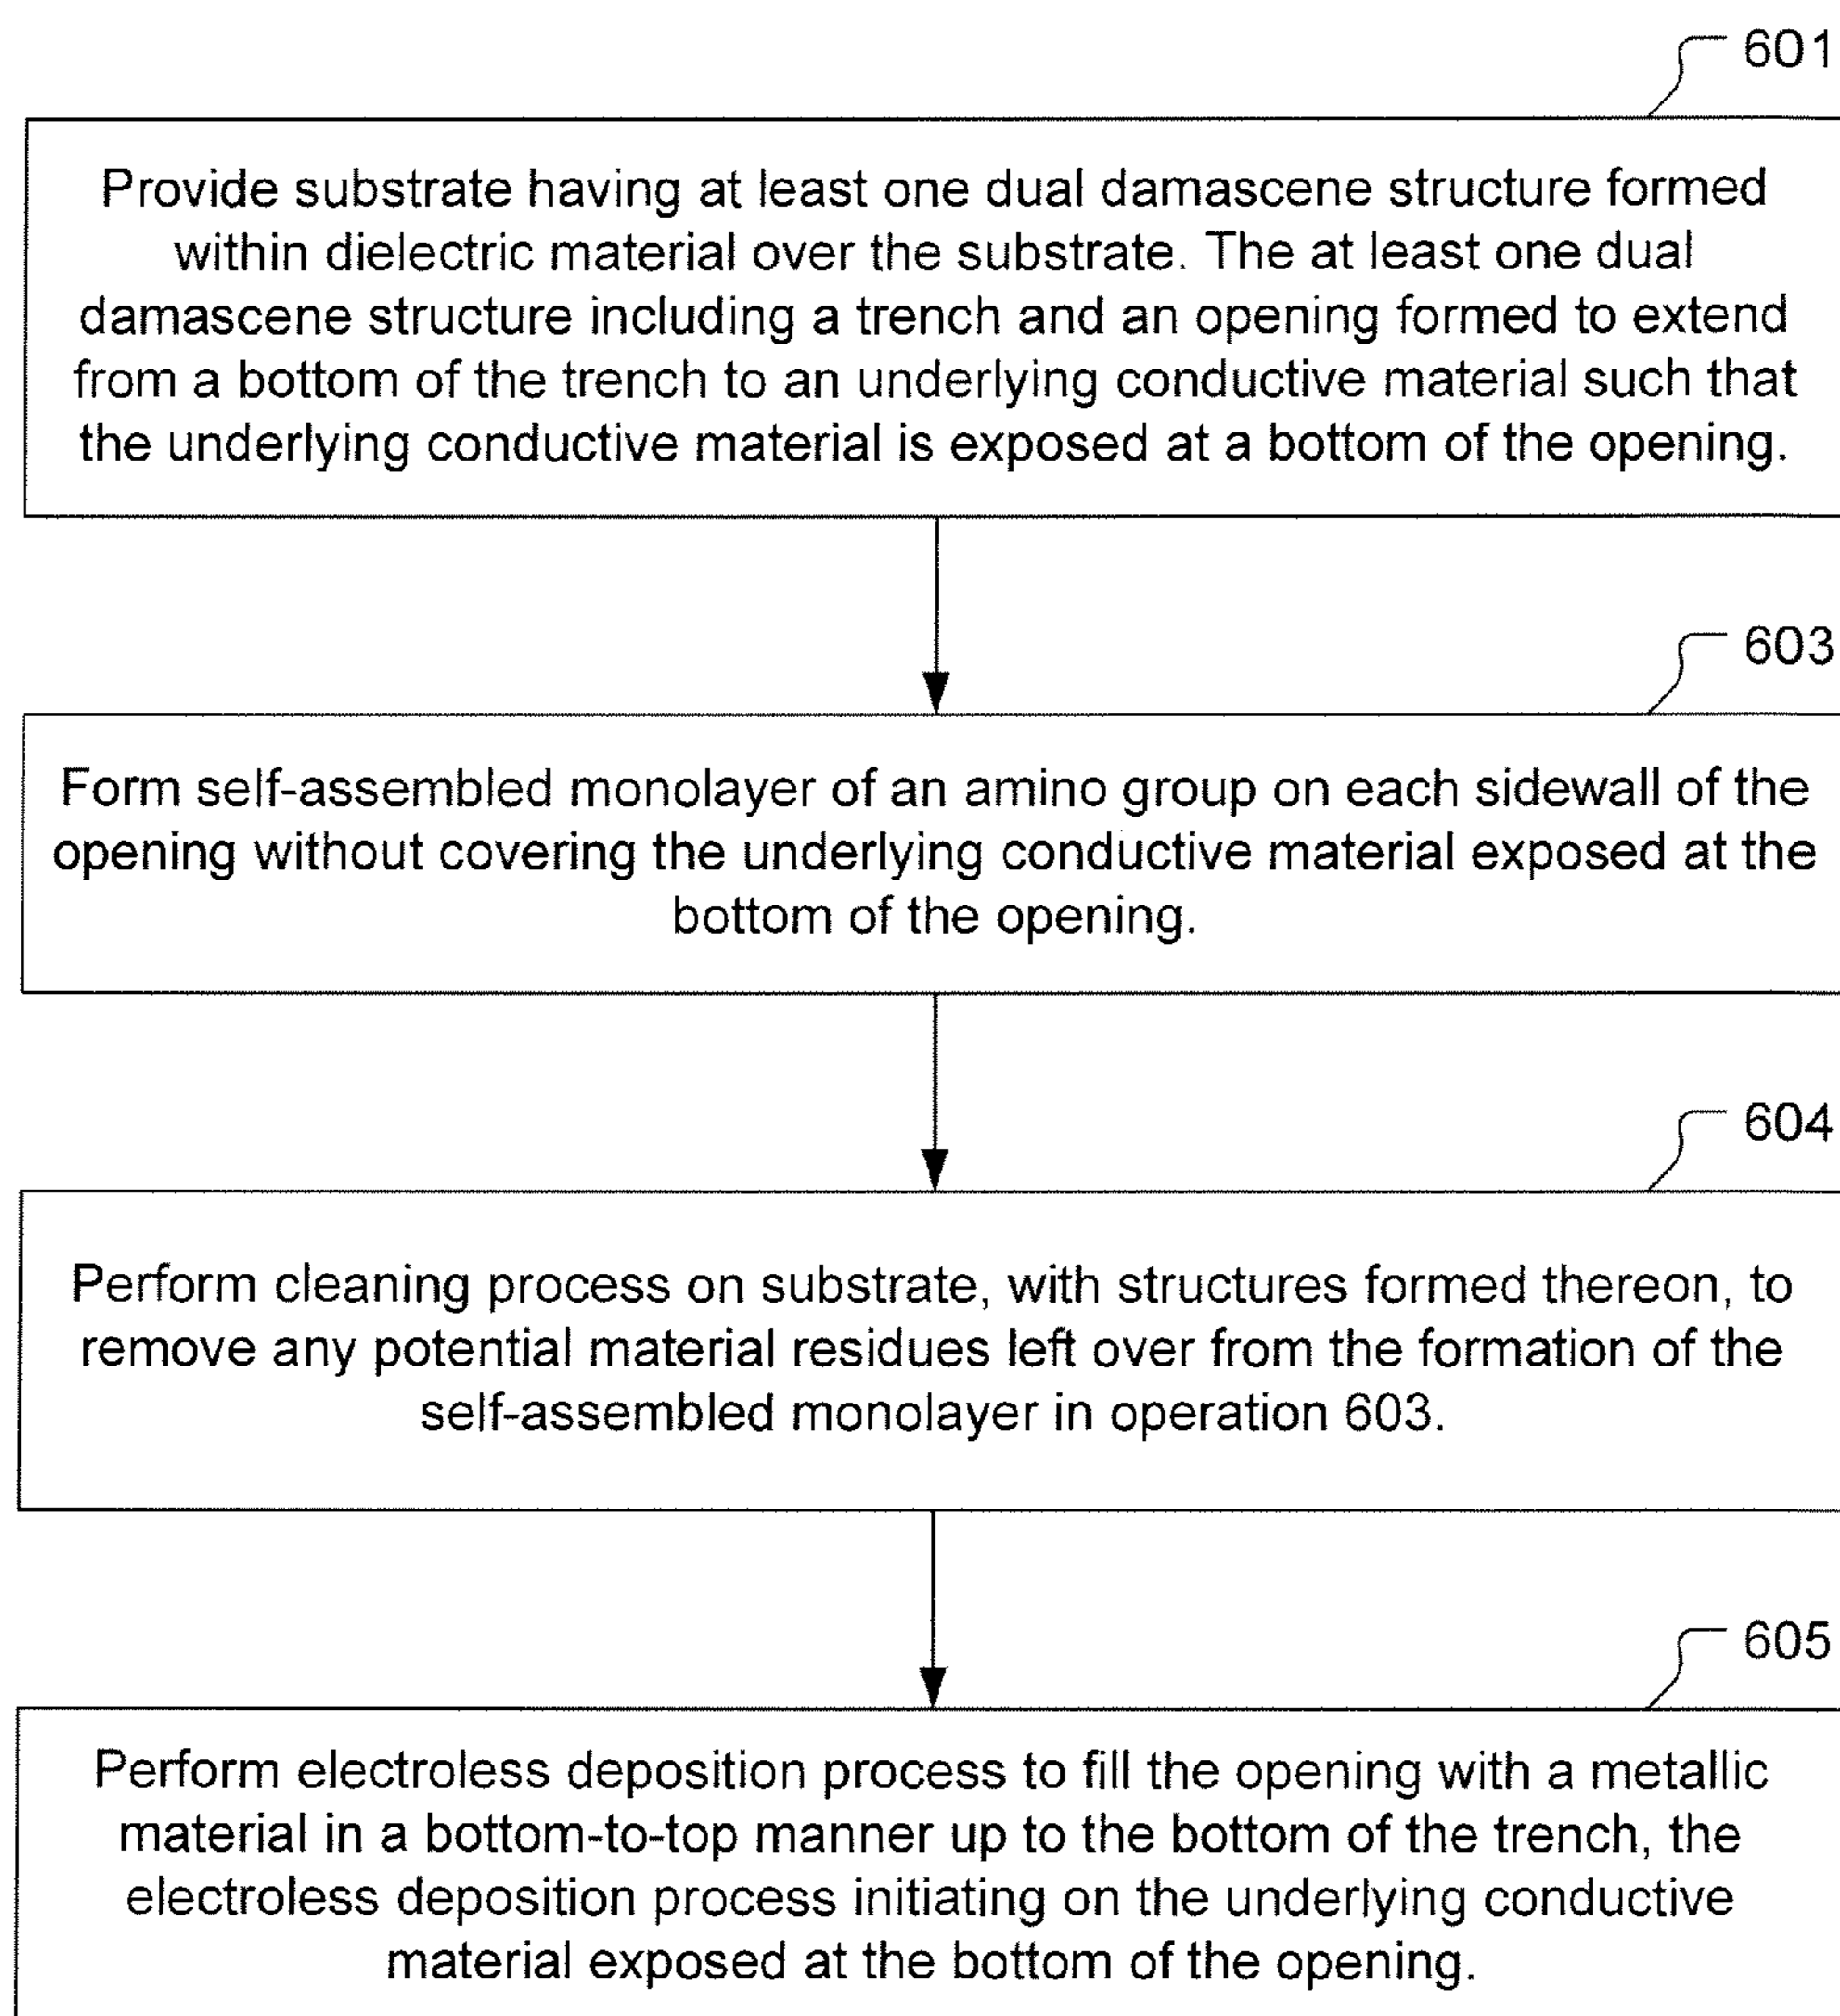 601
Provide substrate having at least one dual damascene structure formed
within dielectric material over the substrate. The at least one dual
damascene structure including a trench and an opening formed to extend
from a bottom of the trench to an underlying conductive material such that
the underlying conductive material is exposed at a bottom of the opening.
603
Form self-assembled monolayer of an amino group on each sidewall of the
opening without covering the underlying conductive material exposed at the
bottom of the opening.
604
Perform cleaning process on substrate, with structures formed thereon, to
remove any potential material residues left over from the formation of the
self-assembled monolayer in operation 603.
605
Perform electroless deposition process to fill the opening with a metallic
material in a bottom-to-top manner up to the bottom of the trench, the
electroless deposition process initiating on the underlying conductive
material exposed at the bottom of the opening.